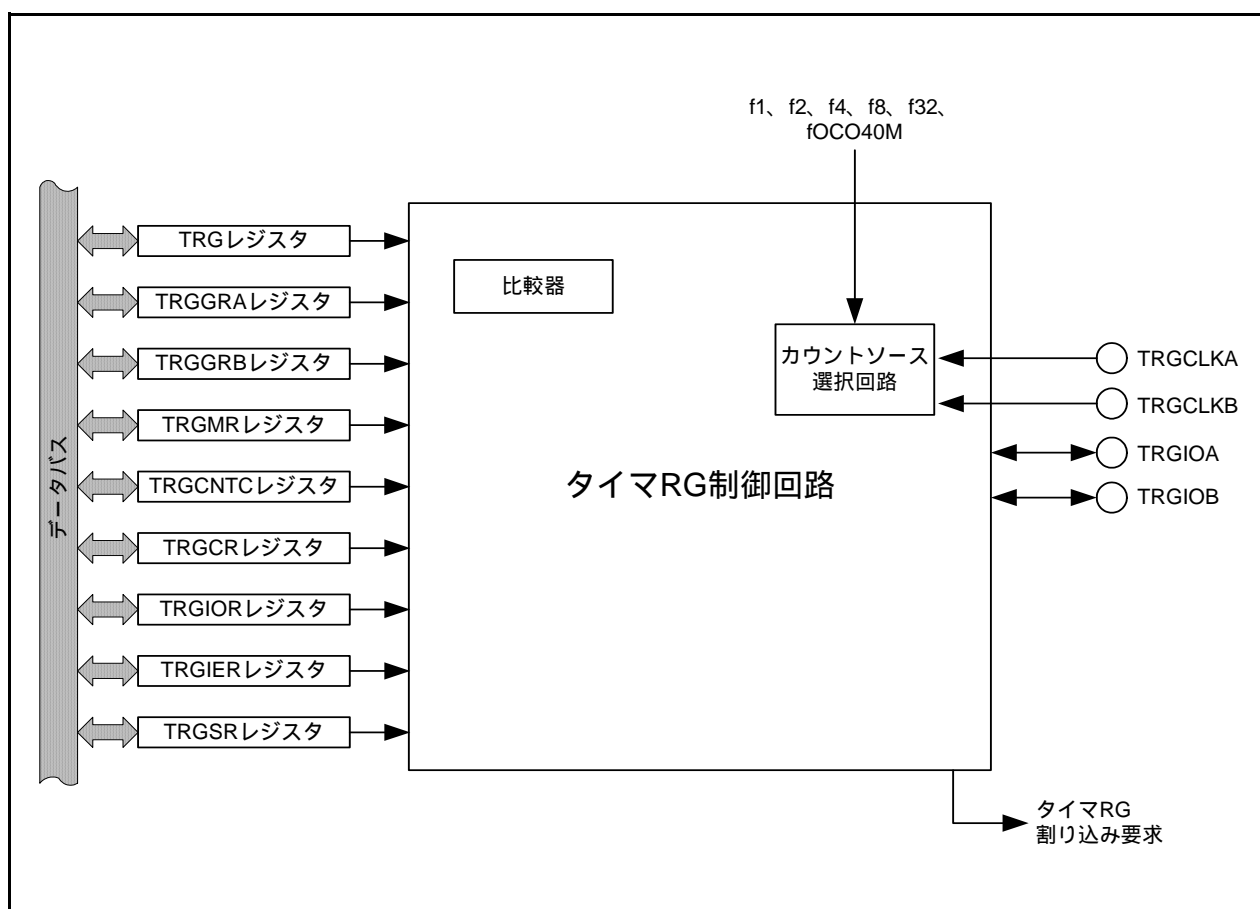 f1、f2、f4、f8、f32、
fOCO40M
データバス
TRGレジスタ
TRGGRAレジスタ
TRGGRBレジスタ
TRGMRレジスタ
TRGCNTCレジスタ
TRGCRレジスタ
TRGIORレジスタ
TRGIERレジスタ
TRGSRレジスタ
比較器
カウントソース
選択回路
タイマRG制御回路
TRGCLKA
TRGCLKB
TRGIOA
TRGIOB
タイマRG
割り込み要求